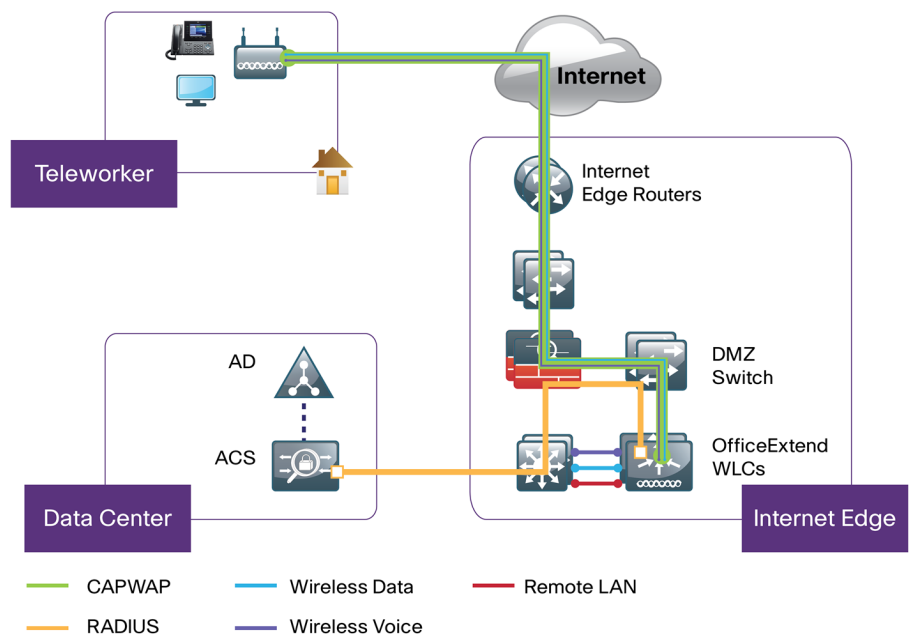 Internet
Teleworker
Internet
Edge Routers
AD
DMZ
Switch
ACS
OfficeExtend
WLCs
Data Center
Internet Edge
CAPWAP
Wireless Data
Remote LAN
RADIUS
Wireless Voice